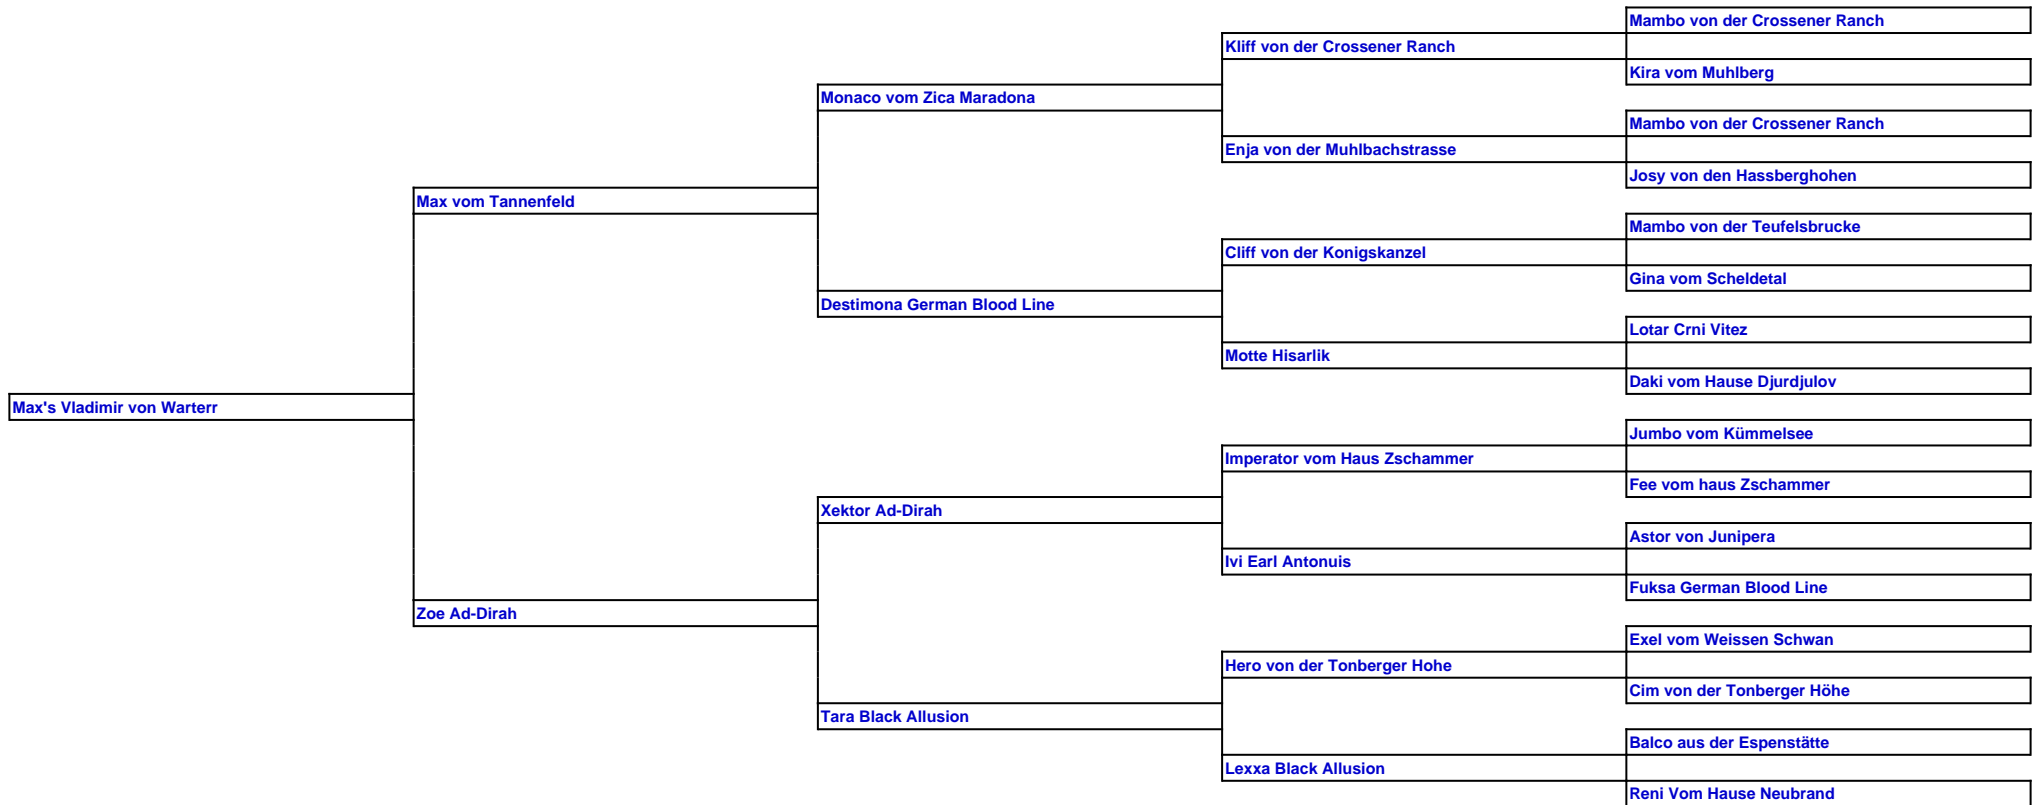 Mambo von der Crossener Ranch
Kliff von der Crossener Ranch
Kira vom Muhlberg
Monaco vom Zica Maradona
Mambo von der Crossener Ranch
Enja von der Muhlbachstrasse
Josy von den Hassberghohen
Max vom Tannenfeld
Mambo von der Teufelsbrucke
Cliff von der Konigskanzel
Gina vom Scheldetal
Destimona German Blood Line
Lotar Crni Vitez
Motte Hisarlik
Daki vom Hause Djurdjulov
Max's Vladimir von Warterr
Jumbo vom Kümmelsee
Imperator vom Haus Zschammer
Fee vom haus Zschammer
Xektor Ad-Dirah
Astor von Junipera
Ivi Earl Antonuis
Fuksa German Blood Line
Zoe Ad-Dirah
Exel vom Weissen Schwan
Hero von der Tonberger Hohe
Cim von der Tonberger Höhe
Tara Black Allusion
Balco aus der Espenstätte
Lexxa Black Allusion
Reni Vom Hause Neubrand